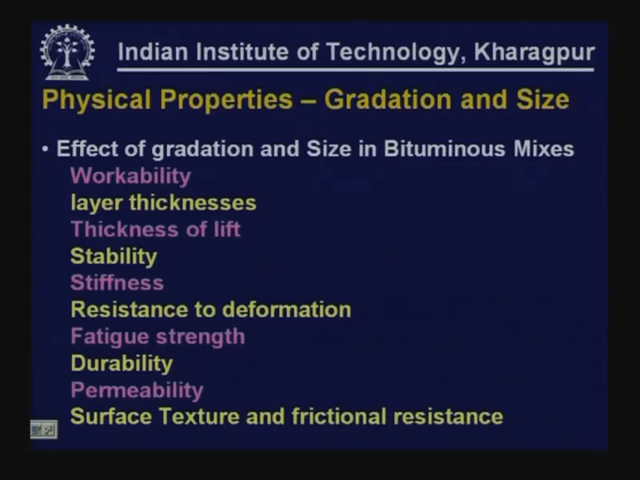 Indian Institute of Technology, Kharagpur
Physical Properties – Gradation and Size
• Effect of gradation and Size in Bituminous Mixes
Workability
layer thicknesses
Thickness of lift
Stability
Stiffness
Resistance to deformation
Fatigue strength
Durability
Permeability
Surface Texture and frictional resistance